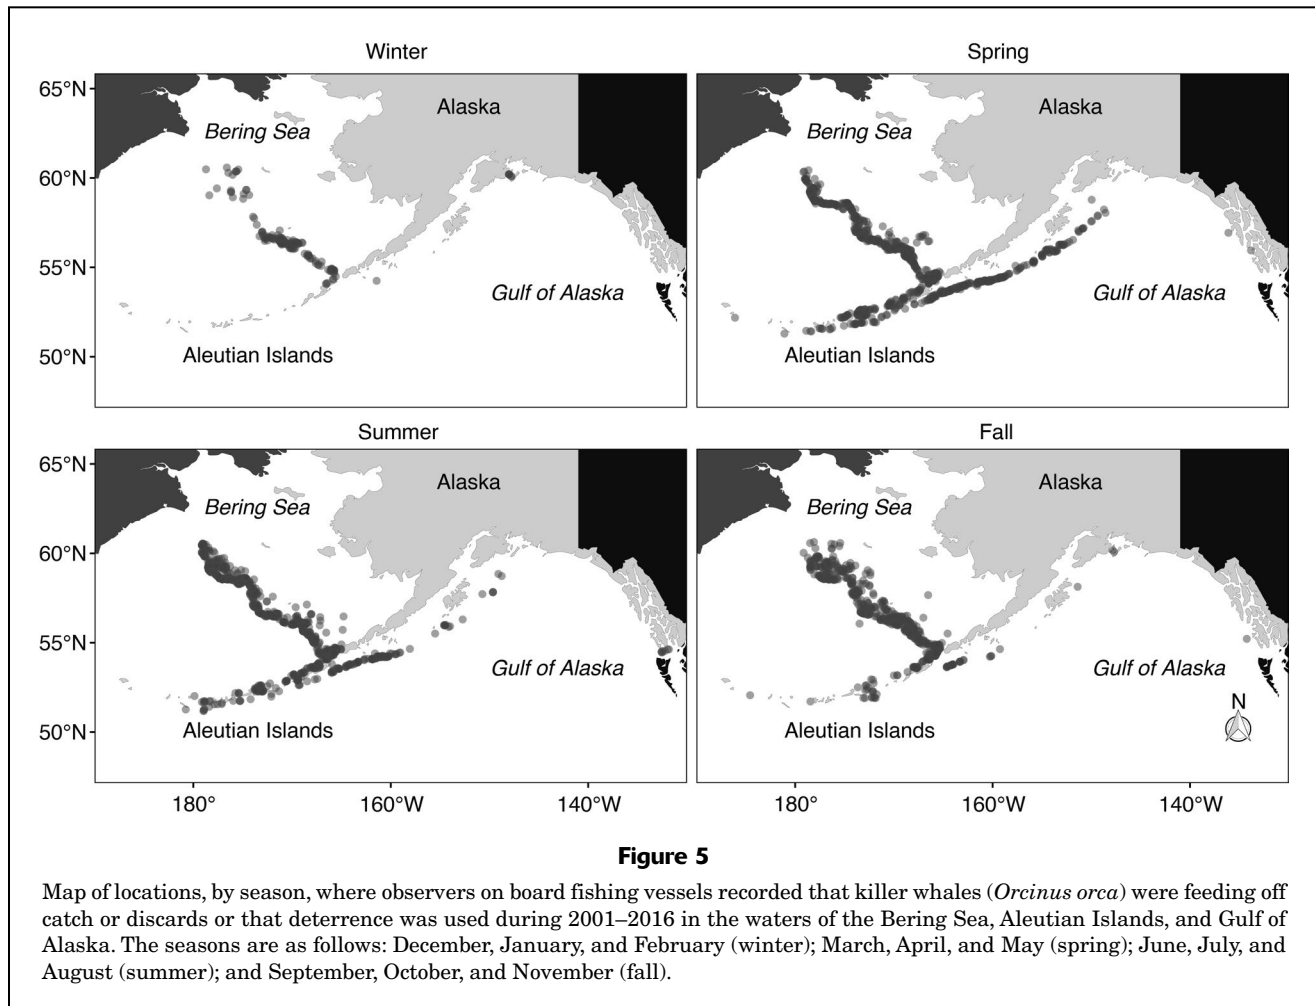 Winter
Spring
65°N
60°N
55°N
50°N
Alaska
Bering Sea
Gulf of Alaska
Aleutian Islands
Alaska
Bering Sea
Gulf of Alaska
Aleutian Islands
Summer
Fall
65°N
60°N
55°N
50°N
Alaska
Bering Sea
Gulf of Alaska
Aleutian Islands
Alaska
Bering Sea
Gulf of Alaska
N
Aleutian Islands
180°
160°W
140°W
180°
160°W
140°W
Figure 5
Map of locations, by season, where observers on board fishing vessels recorded that killer whales (Orcinus orca) were feeding off
catch or discards or that deterrence was used during 2001–2016 in the waters of the Bering Sea, Aleutian Islands, and Gulf of
Alaska. The seasons are as follows: December, January, and February (winter); March, April, and May (spring); June, July, and
August (summer); and September, October, and November (fall).